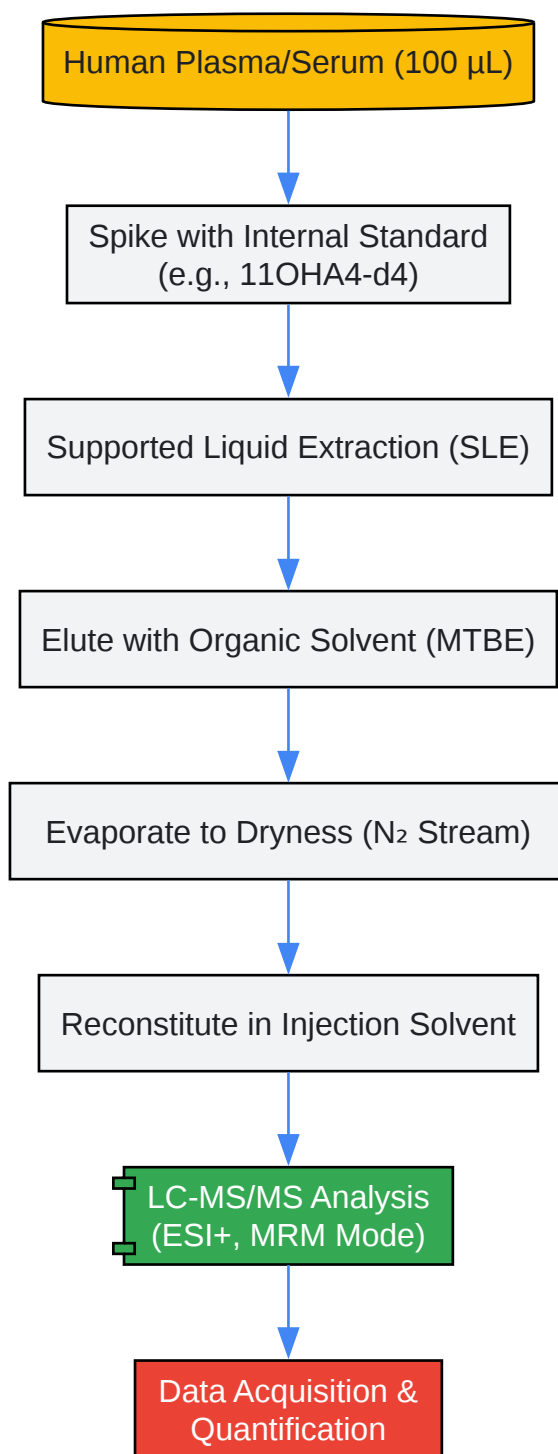 Human Plasma/Serum (100 µL)
Spike with Internal Standard
(e.g., 11OHA4-d4)
Supported Liquid Extraction (SLE)
Elute with Organic Solvent (MTBE)
Evaporate to Dryness (N₂ Stream)
Reconstitute in Injection Solvent
LC-MS/MS Analysis
(ESI+, MRM Mode)
Data Acquisition &
Quantification